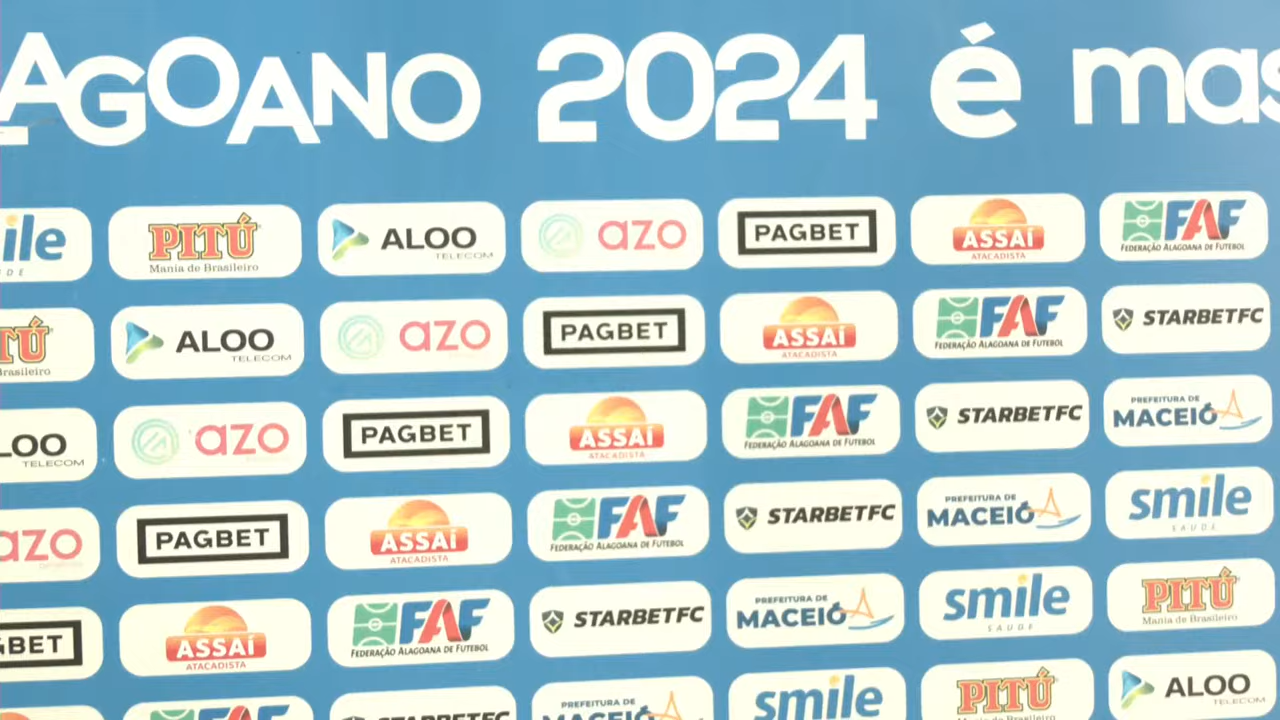 AGOANO 2024 é mas
ile PITÚ ALOO azo PAGBET ASSAÍ FAF
Mania de Brasileiro TELECOM ATACADISTA FEDERAÇÃO ALAGOANA DE FUTEBOL
TÚ ALOO azo PAGBET ASSAÍ FAF STARBETFC
asileiro TELECOM ATACADISTA FEDERAÇÃO ALAGOANA DE FUTEBOL
LOO azo PAGBET ASSAÍ FAF STARBETFC PREFEITURA DE MACEIÓ
TELECOM ATACADISTA FEDERAÇÃO ALAGOANA DE FUTEBOL
azo PAGBET ASSAÍ FAF STARBETFC PREFEITURA DE MACEIÓ smile
ATACADISTA FEDERAÇÃO ALAGOANA DE FUTEBOL SAÚDE
GBET ASSAÍ FAF STARBETFC PREFEITURA DE MACEIÓ smile PITÚ
ATACADISTA FEDERAÇÃO ALAGOANA DE FUTEBOL SAÚDE Mania de Brasileiro
FAF STARBETFC PREFEITURA DE MACEIÓ smile PITÚ ALOO
TELECOM